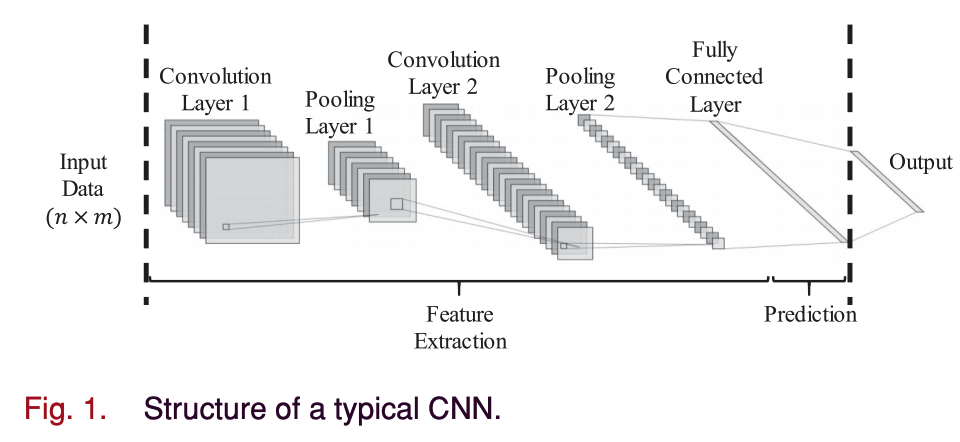 Convolution
Layer 1
Pooling
Layer 1
Convolution
Layer 2
Pooling
Layer 2
Fully
Connected
Layer
Input
Data
(n × m)
Output
Feature
Extraction
Prediction
Fig. 1. Structure of a typical CNN.